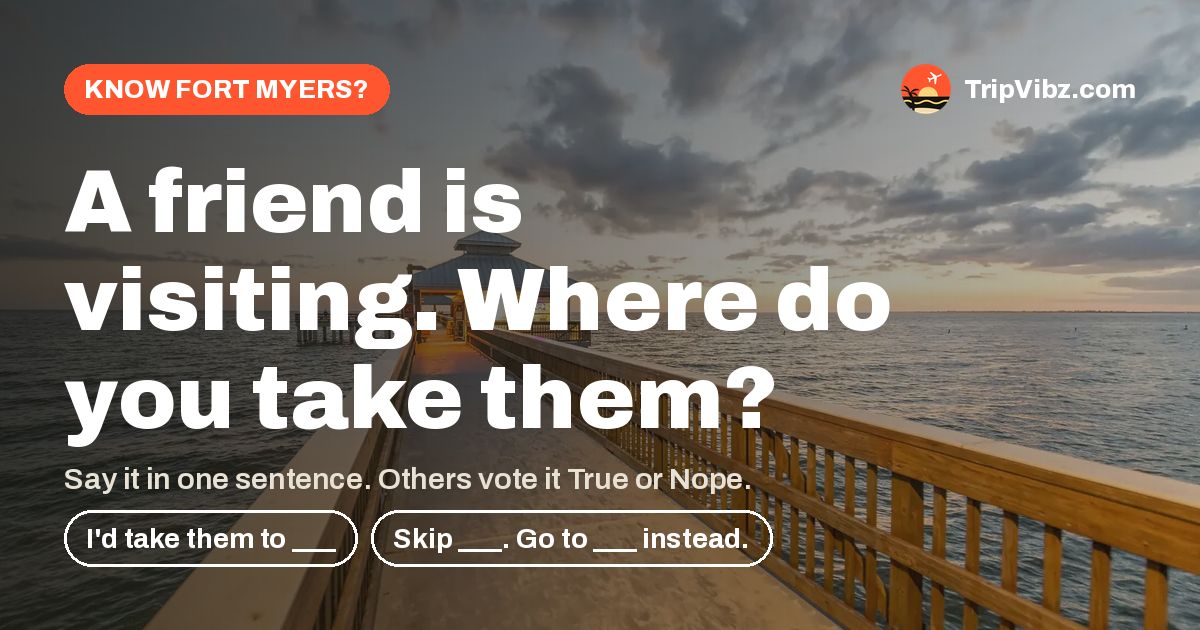 KNOW FORT MYERS?
TripVibz.com
A friend is
visiting. Where do
you take them?
Say it in one sentence. Others vote it True or Nope.
I'd take them to ___
Skip ___. Go to ___ instead.